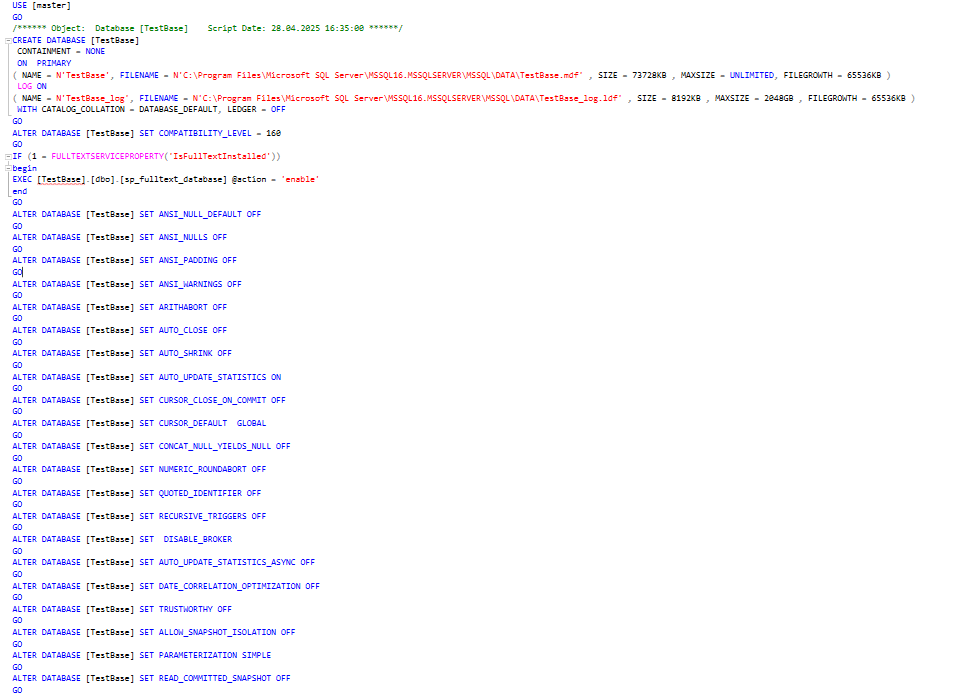 USE [master]
GO
/****** Object:  Database [TestBase]    Script Date: 28.04.2025 16:35:00 ******/
CREATE DATABASE [TestBase]
 CONTAINMENT = NONE
 ON  PRIMARY
( NAME = N'TestBase', FILENAME = N'C:\Program Files\Microsoft SQL Server\MSSQL16.MSSQLSERVER\MSSQL\DATA\TestBase.mdf' , SIZE = 73728KB , MAXSIZE = UNLIMITED, FILEGROWTH = 65536KB )
 LOG ON
( NAME = N'TestBase_log', FILENAME = N'C:\Program Files\Microsoft SQL Server\MSSQL16.MSSQLSERVER\MSSQL\DATA\TestBase_log.ldf' , SIZE = 8192KB , MAXSIZE = 2048GB , FILEGROWTH = 65536KB )
 WITH CATALOG_COLLATION = DATABASE_DEFAULT, LEDGER = OFF
GO
ALTER DATABASE [TestBase] SET COMPATIBILITY_LEVEL = 160
GO
IF (1 = FULLTEXTSERVICEPROPERTY('IsFullTextInstalled'))
begin
EXEC [TestBase].[dbo].[sp_fulltext_database] @action = 'enable'
end
GO
ALTER DATABASE [TestBase] SET ANSI_NULL_DEFAULT OFF
GO
ALTER DATABASE [TestBase] SET ANSI_NULLS OFF
GO
ALTER DATABASE [TestBase] SET ANSI_PADDING OFF
GO
ALTER DATABASE [TestBase] SET ANSI_WARNINGS OFF
GO
ALTER DATABASE [TestBase] SET ARITHABORT OFF
GO
ALTER DATABASE [TestBase] SET AUTO_CLOSE OFF
GO
ALTER DATABASE [TestBase] SET AUTO_SHRINK OFF
GO
ALTER DATABASE [TestBase] SET AUTO_UPDATE_STATISTICS ON
GO
ALTER DATABASE [TestBase] SET CURSOR_CLOSE_ON_COMMIT OFF
GO
ALTER DATABASE [TestBase] SET CURSOR_DEFAULT  GLOBAL
GO
ALTER DATABASE [TestBase] SET CONCAT_NULL_YIELDS_NULL OFF
GO
ALTER DATABASE [TestBase] SET NUMERIC_ROUNDABORT OFF
GO
ALTER DATABASE [TestBase] SET QUOTED_IDENTIFIER OFF
GO
ALTER DATABASE [TestBase] SET RECURSIVE_TRIGGERS OFF
GO
ALTER DATABASE [TestBase] SET  DISABLE_BROKER
GO
ALTER DATABASE [TestBase] SET AUTO_UPDATE_STATISTICS_ASYNC OFF
GO
ALTER DATABASE [TestBase] SET DATE_CORRELATION_OPTIMIZATION OFF
GO
ALTER DATABASE [TestBase] SET TRUSTWORTHY OFF
GO
ALTER DATABASE [TestBase] SET ALLOW_SNAPSHOT_ISOLATION OFF
GO
ALTER DATABASE [TestBase] SET PARAMETERIZATION SIMPLE
GO
ALTER DATABASE [TestBase] SET READ_COMMITTED_SNAPSHOT OFF
GO